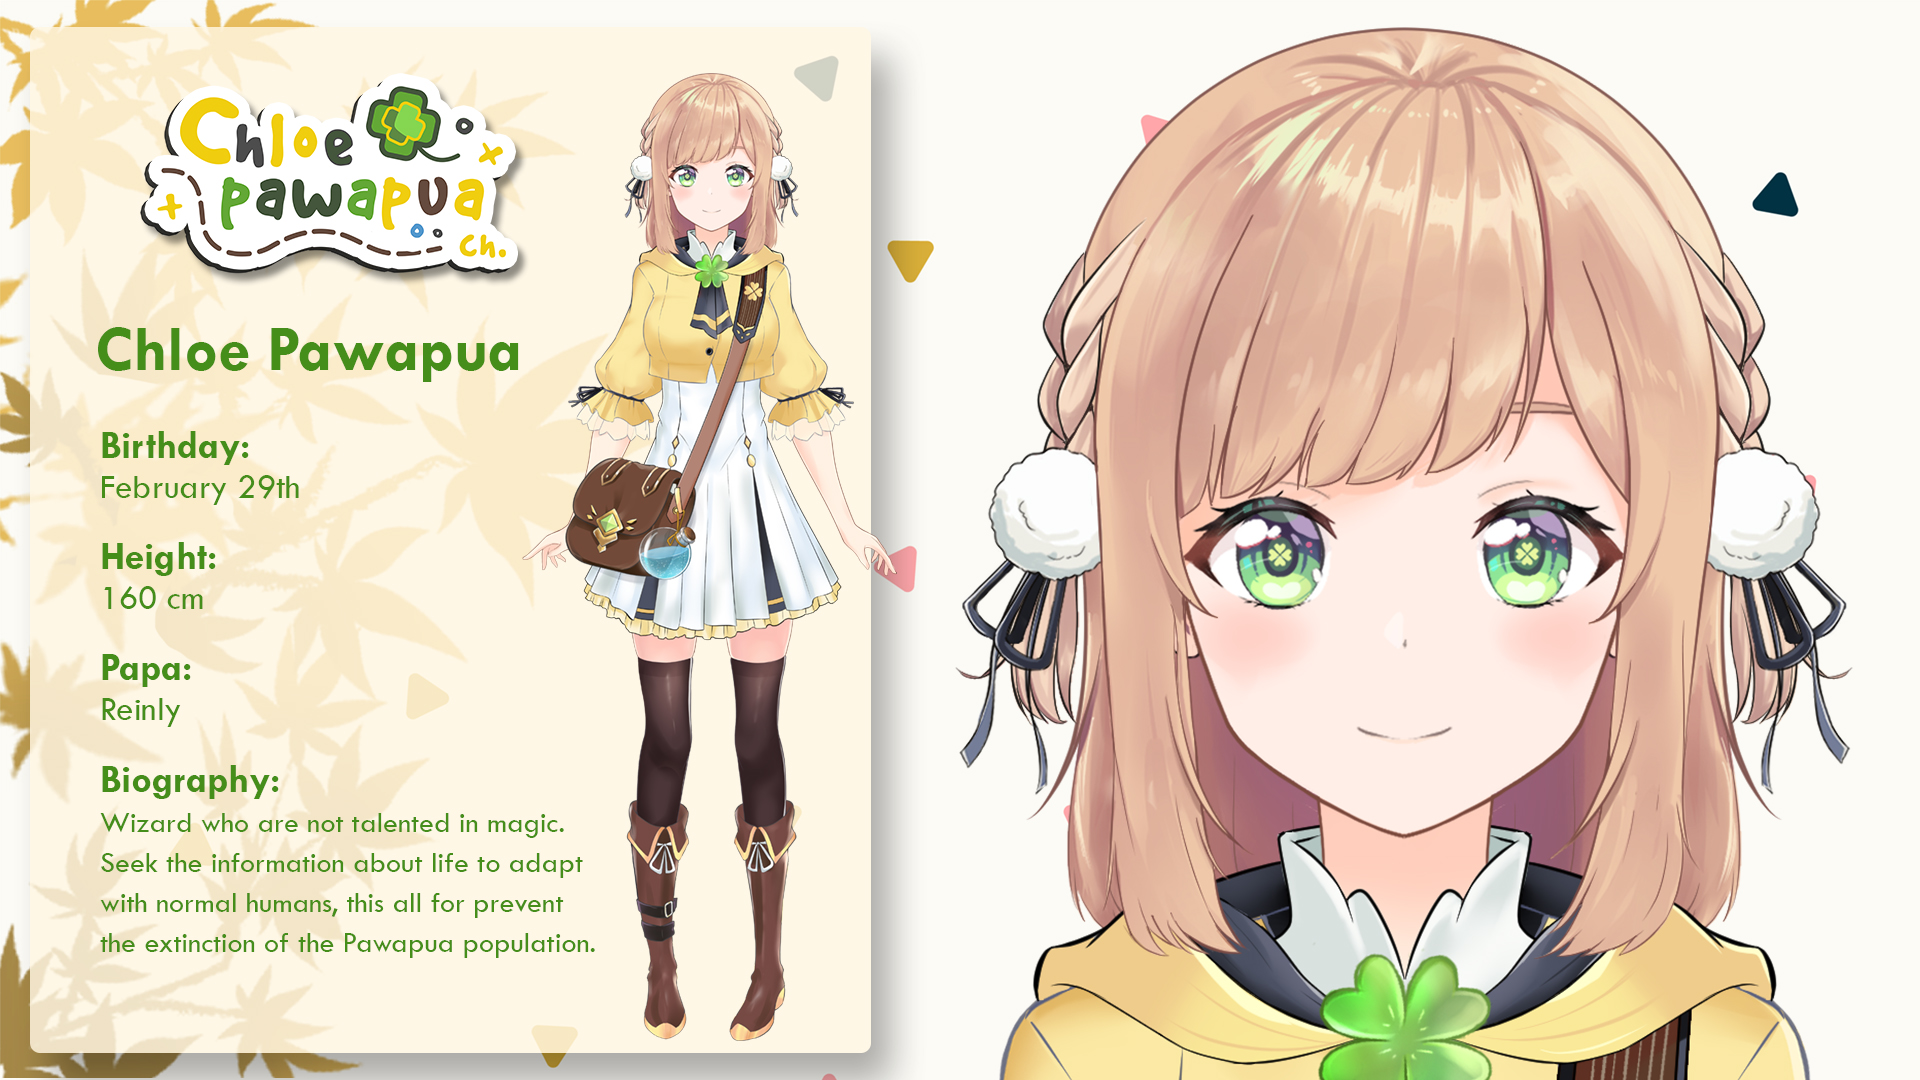 Chloe
pawapua
ch.
Chloe Pawapua
Birthday:
February 29th
Height:
160 cm
Papa:
Reinly
Biography:
Wizard who are not talented in magic.
Seek the information about life to adapt
with normal humans, this all for prevent
the extinction of the Pawapua population.